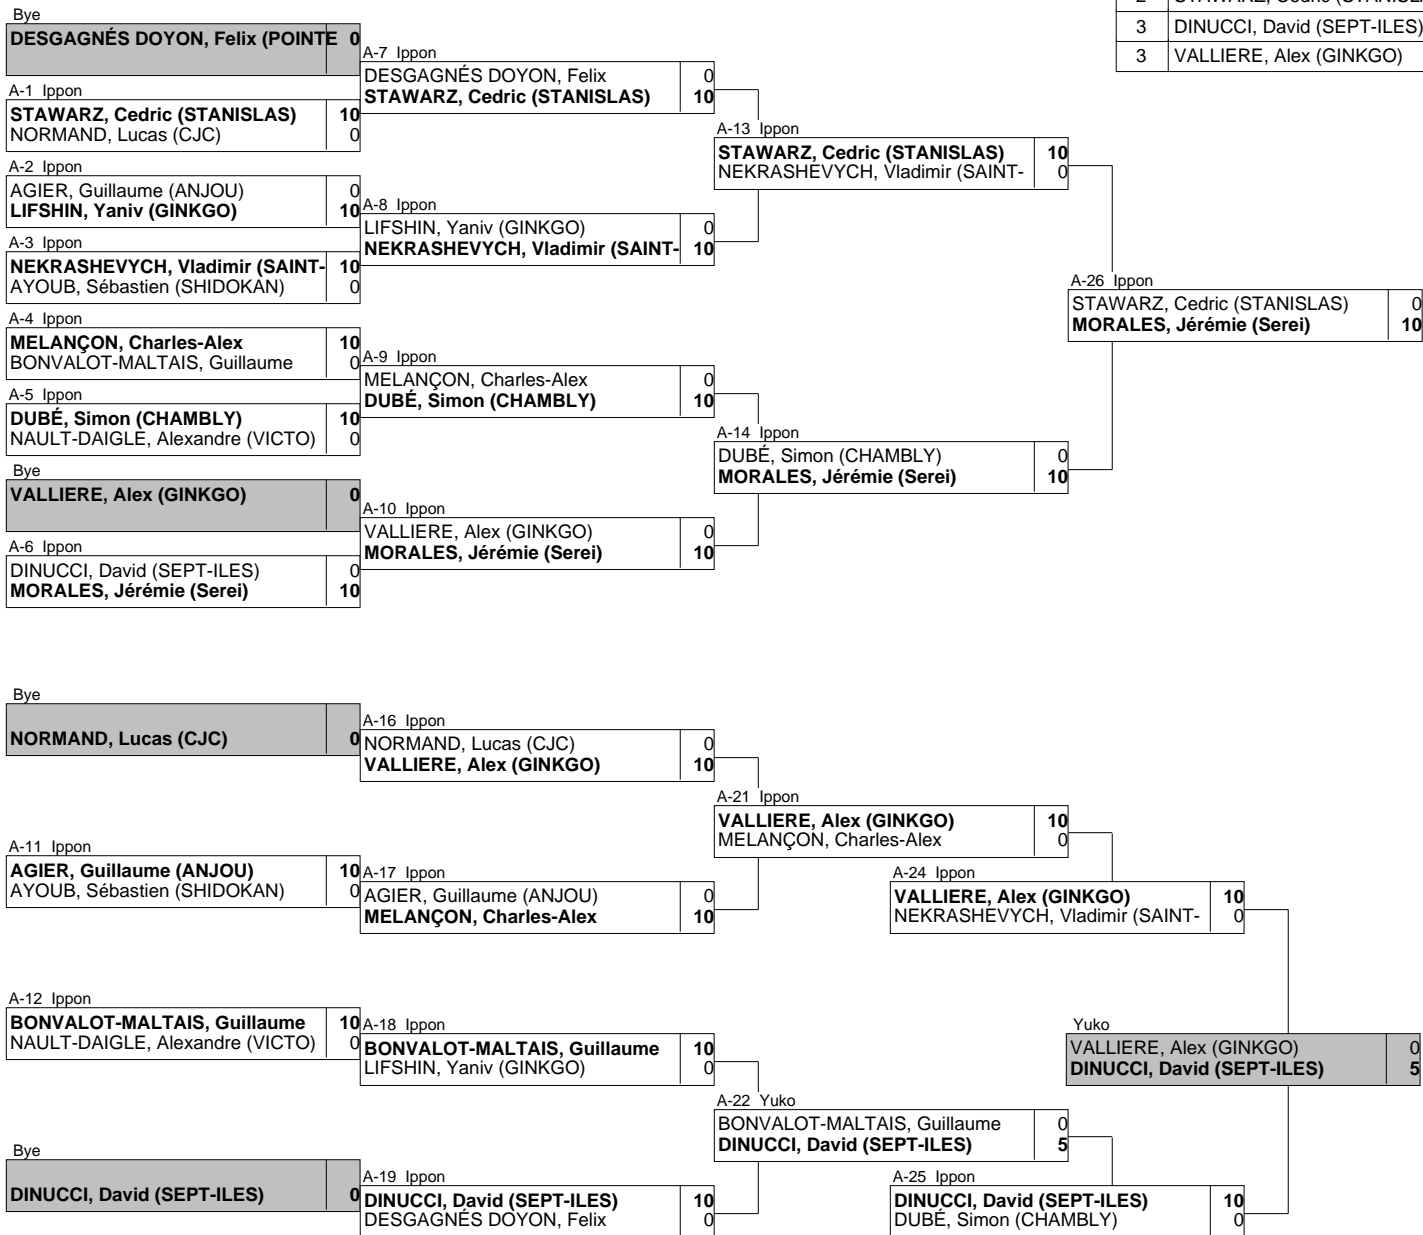 Bye
DESGAGNÉS DOYON, Felix (POINTE 0
A-1 Ippon
STAWARZ, Cedric (STANISLAS) 10
NORMAND, Lucas (CJC) 0
A-2 Ippon
AGIER, Guillaume (ANJOU) 0
LIFSHIN, Yaniv (GINKGO) 10
A-3 Ippon
NEKRASHEVYCH, Vladimir (SAINT- 10
AYOUB, Sébastien (SHIDOKAN) 0
A-4 Ippon
MELANÇON, Charles-Alex 10
BONVALOT-MALTAIS, Guillaume 0
A-5 Ippon
DUBÉ, Simon (CHAMBLY) 10
NAULT-DAIGLE, Alexandre (VICTO) 0
Bye
VALLIERE, Alex (GINKGO) 0
A-6 Ippon
DINUCCI, David (SEPT-ILES) 0
MORALES, Jérémie (Serei) 10
A-7 Ippon
DESGAGNÉS DOYON, Felix 0
STAWARZ, Cedric (STANISLAS) 10
A-8 Ippon
LIFSHIN, Yaniv (GINKGO) 0
NEKRASHEVYCH, Vladimir (SAINT- 10
A-9 Ippon
MELANÇON, Charles-Alex 0
DUBÉ, Simon (CHAMBLY) 10
A-10 Ippon
VALLIERE, Alex (GINKGO) 0
MORALES, Jérémie (Serei) 10
A-13 Ippon
STAWARZ, Cedric (STANISLAS) 10
NEKRASHEVYCH, Vladimir (SAINT- 0
A-14 Ippon
DUBÉ, Simon (CHAMBLY) 0
MORALES, Jérémie (Serei) 10
A-26 Ippon
STAWARZ, Cedric (STANISLAS) 0
MORALES, Jérémie (Serei) 10
2 STAWARZ, Cedric
3 DINUCCI, David (SEPT-ILES)
3 VALLIERE, Alex (GINKGO)
Bye
NORMAND, Lucas (CJC) 0
A-11 Ippon
AGIER, Guillaume (ANJOU) 10
AYOUB, Sébastien (SHIDOKAN) 0
A-12 Ippon
BONVALOT-MALTAIS, Guillaume 10
NAULT-DAIGLE, Alexandre (VICTO) 0
Bye
DINUCCI, David (SEPT-ILES) 0
A-16 Ippon
NORMAND, Lucas (CJC) 0
VALLIERE, Alex (GINKGO) 10
A-17 Ippon
AGIER, Guillaume (ANJOU) 0
MELANÇON, Charles-Alex 10
A-18 Ippon
BONVALOT-MALTAIS, Guillaume 10
LIFSHIN, Yaniv (GINKGO) 0
A-19 Ippon
DINUCCI, David (SEPT-ILES) 10
DESGAGNÉS DOYON, Felix 0
A-21 Ippon
VALLIERE, Alex (GINKGO) 10
MELANÇON, Charles-Alex 0
A-22 Yuko
BONVALOT-MALTAIS, Guillaume 0
DINUCCI, David (SEPT-ILES) 5
A-24 Ippon
VALLIERE, Alex (GINKGO) 10
NEKRASHEVYCH, Vladimir (SAINT- 0
A-25 Ippon
DINUCCI, David (SEPT-ILES) 10
DUBÉ, Simon (CHAMBLY) 0
Yuko
VALLIERE, Alex (GINKGO) 0
DINUCCI, David (SEPT-ILES) 5